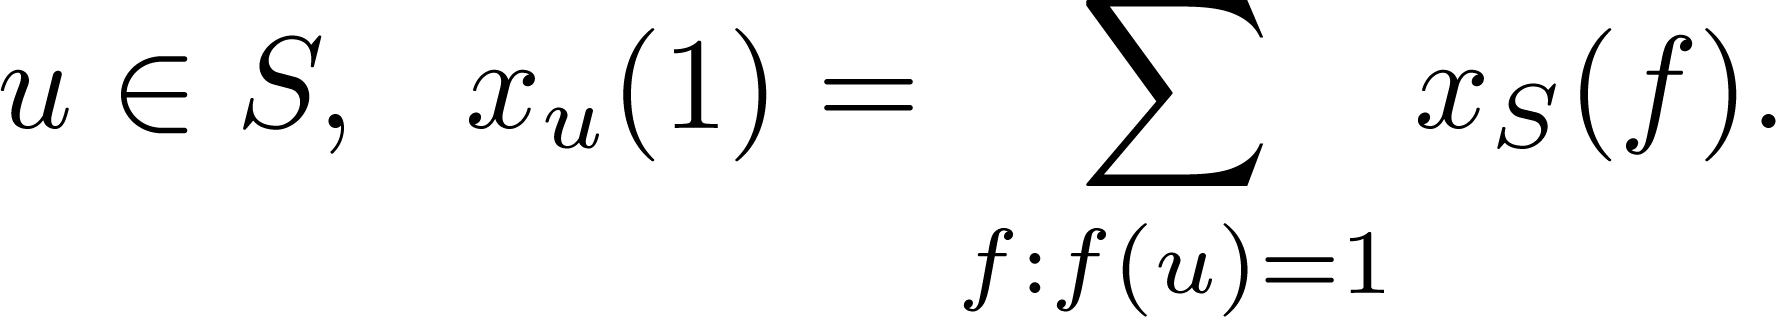 u ∈ S, x_u(1) = ∑_{f:f(u)=1} x_S(f).